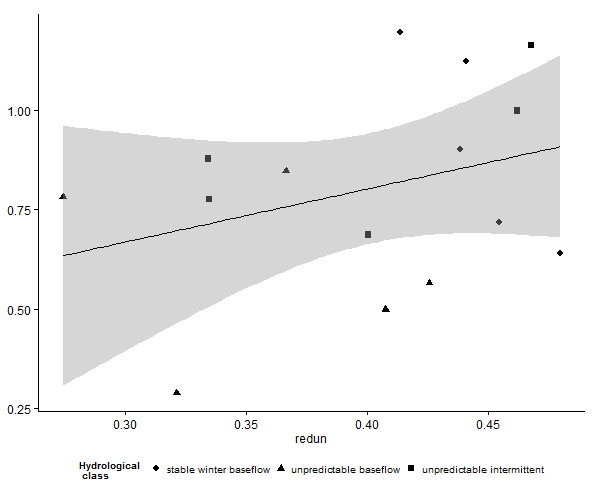 1.00
0.75
0.50
0.25
0.30 0.35 0.40 0.45
redun
Hydrological
class
stable winter baseflow unpredictable baseflow unpredictable intermittent